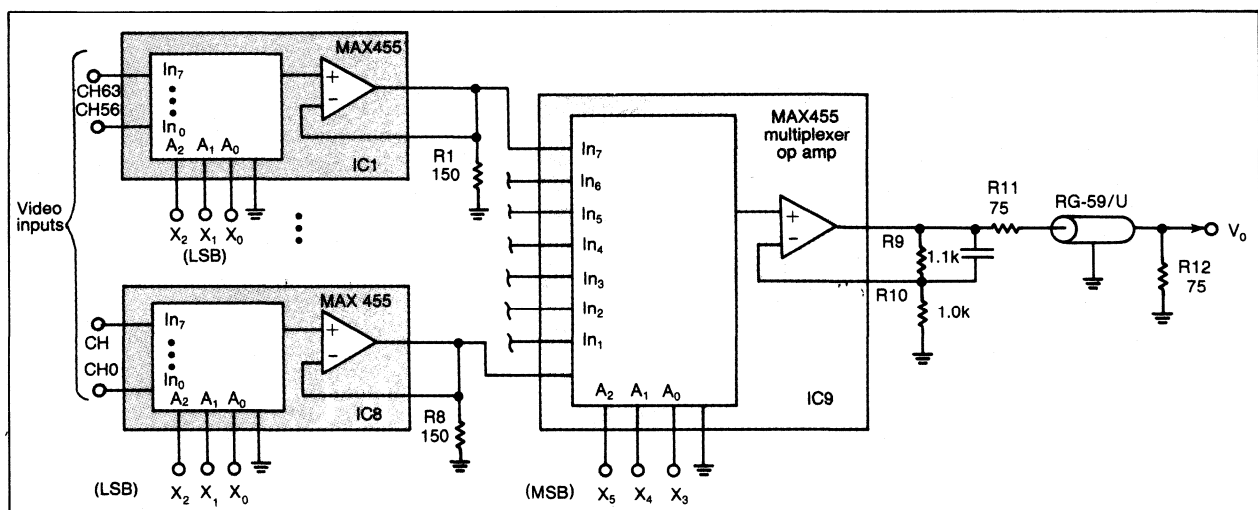 Video
inputs
CH63
CH56
In7
In0
A2 A1 A0
MAX455
IC1
X2 X1 X0
(LSB)
R1
150
CH
CH0
In7
In0
A2 A1 A0
MAX 455
IC8
R8
150
(LSB) X2 X1 X0
In7
In6
In5
In4
In3
In2
In1
A2 A1 A0
MAX455
multiplexer
op amp
IC9
(MSB) X5 X4 X3
R9
1.1k
R10
1.0k
R11
75
RG-59/U
R12
75
Vo